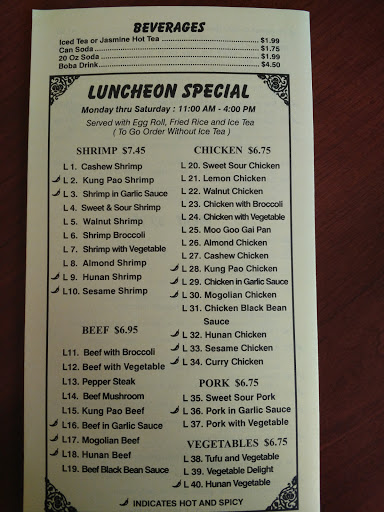 BEVERAGES
Iced Tea or Jasmine Hot Tea $1.99
Can Soda $1.75
20 Oz Soda $1.99
Boba Drink $4.50
LUNCHEON SPECIAL
Monday thru Saturday : 11:00 AM - 4:00 PM
Served with Egg Roll, Fried Rice and Ice Tea
( To Go Order Without Ice Tea )
SHRIMP $7.45
L 1. Cashew Shrimp
L 2. Kung Pao Shrimp
L 3. Shrimp in Garlic Sauce
L 4. Sweet & Sour Shrimp
L 5. Walnut Shrimp
L 6. Shrimp Broccoli
L 7. Shrimp with Vegetable
L 8. Almond Shrimp
L 9. Hunan Shrimp
L10. Sesame Shrimp
BEEF $6.95
L11. Beef with Broccoli
L12. Beef with Vegetable
L13. Pepper Steak
L14. Beef Mushroom
L15. Kung Pao Beef
L16. Beef in Garlic Sauce
L17. Mogolian Beef
L18. Hunan Beef
L19. Beef Black Bean Sauce
CHICKEN $6.75
L 20. Sweet Sour Chicken
L 21. Lemon Chicken
L 22. Walnut Chicken
L 23. Chicken with Broccoli
L 24. Chicken with Vegetable
L 25. Moo Goo Gai Pan
L 26. Almond Chicken
L 27. Cashew Chicken
L 28. Kung Pao Chicken
L 29. Chicken in Garlic Sauce
L 30. Mogolian Chicken
L 31. Chicken Black Bean
Sauce
L 32. Hunan Chicken
L 33. Sesame Chicken
L 34. Curry Chicken
PORK $6.75
L 35. Sweet Sour Pork
L 36. Pork in Garlic Sauce
L 37. Pork with Vegetable
VEGETABLES $6.75
L 38. Tufu and Vegetable
L 39. Vegetable Delight
L 40. Hunan Vegetable
INDICATES HOT AND SPICY